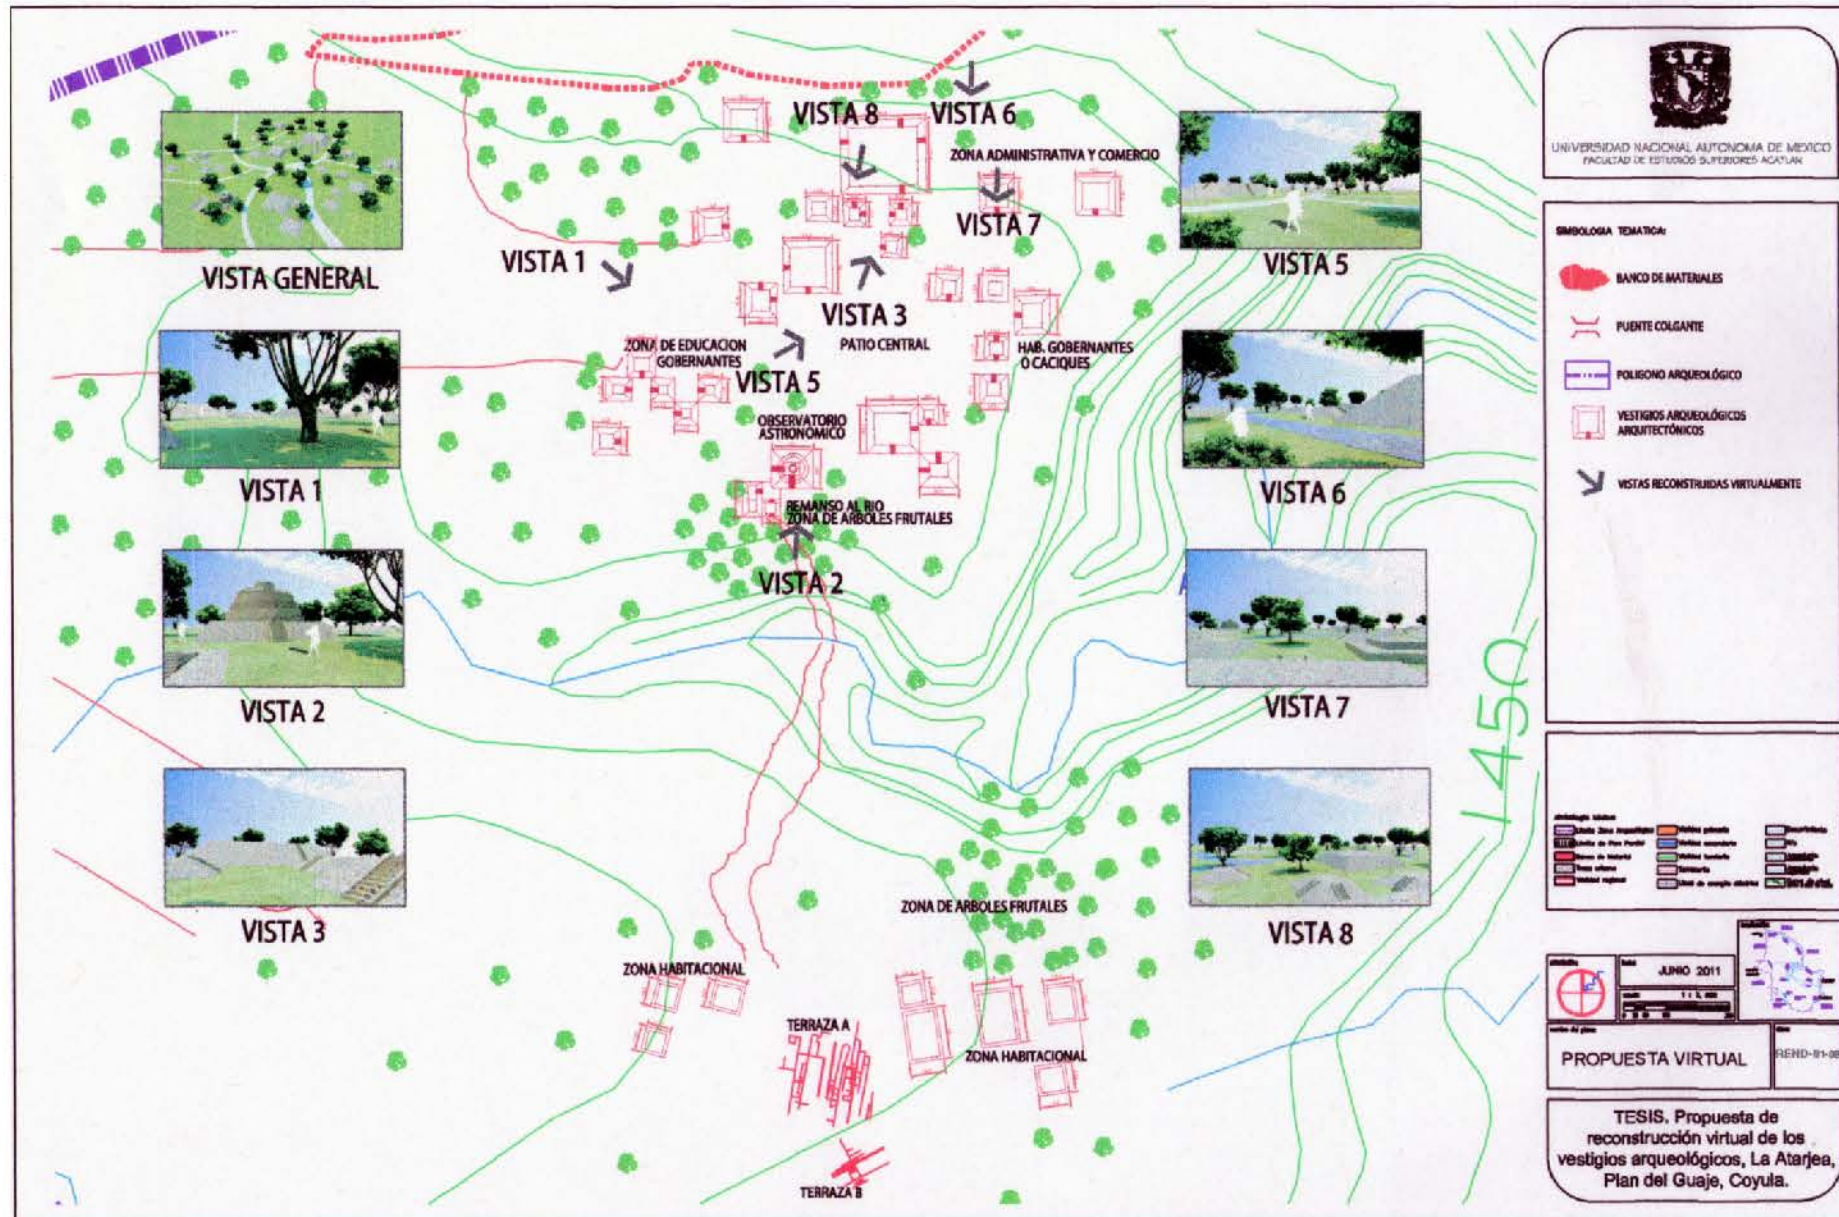 VISTA 8
VISTA 6
ZONA ADMINISTRATIVA Y COMERCIO
VISTA 7
VISTA 1
VISTA GENERAL
VISTA 5
VISTA 3
PATIO CENTRAL
ZONA DE EDUCACION
GOBERNANTES
HAB. GOBERNANTES
O CACIQUES
VISTA 5
OBSERVATORIO
ASTRONOMICO
VISTA 1
VISTA 6
REMANSO AL RIO
ZONA DE ARBOLES FRUTALES
VISTA 2
VISTA 2
VISTA 7
1450
VISTA 3
VISTA 8
ZONA DE ARBOLES FRUTALES
ZONA HABITACIONAL
TERRAZA A
ZONA HABITACIONAL
TERRAZA B
UNIVERSIDAD NACIONAL AUTONOMA DE MEXICO
FACULTAD DE ESTUDIOS SUPERIORES ACATLAN
SIMBOLOGIA TEMATICA:
BANCO DE MATERIALES
PUENTE COLGANTE
POLIGONO ARQUEOLÓGICO
VESTIGIOS ARQUEOLÓGICOS
ARQUITECTÓNICOS
VISTAS RECONSTRUIDAS VIRTUALMENTE
JUNIO 2011
PROPUESTA VIRTUAL
TESIS. Propuesta de
reconstrucción virtual de los
vestigios arqueológicos, La Atarjea,
Plan del Guaje, Coyula.